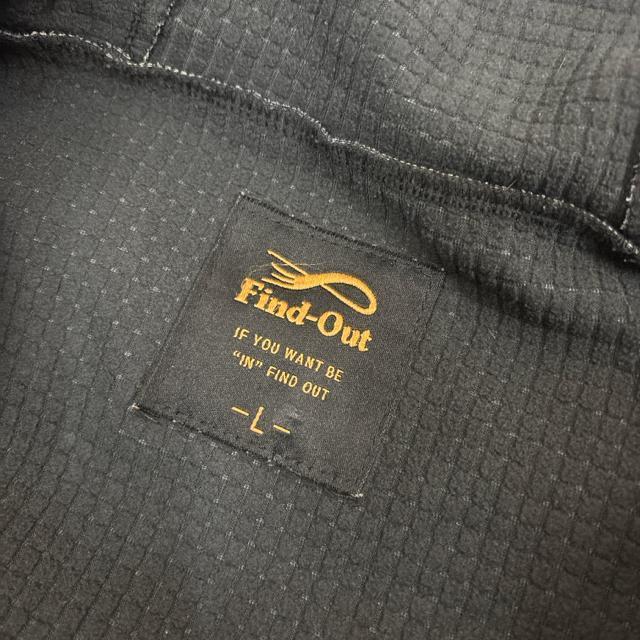 Find-Out
IF YOU WANT BE
"IN" FIND OUT
-L-